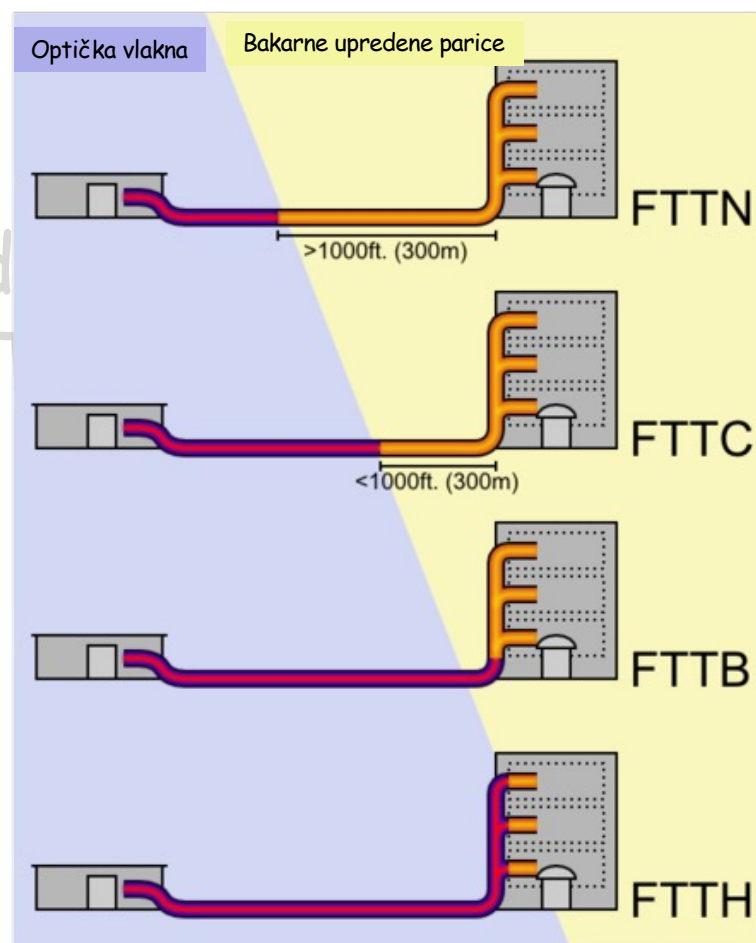 Optička vlakna
Bakarne upredene parice
FTTN
>1000ft. (300m)
FTTC
<1000ft. (300m)
FTTB
FTTH